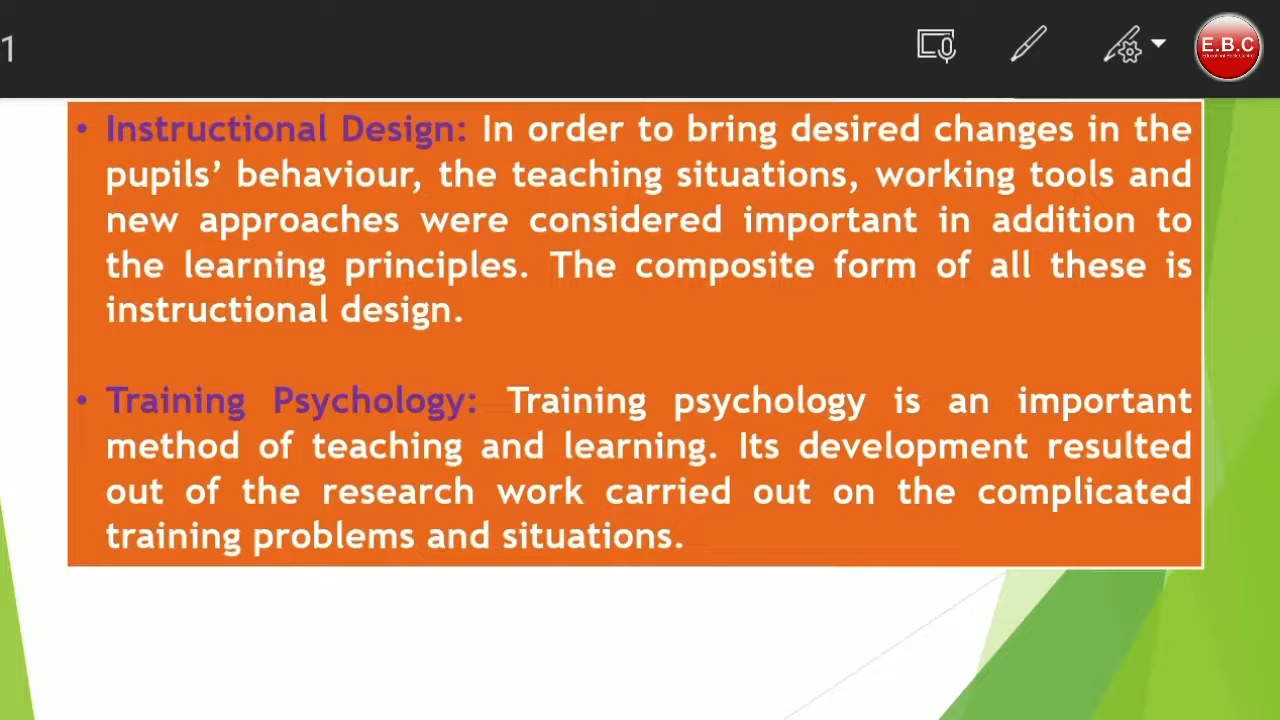 1
E.B.C
• Instructional Design: In order to bring desired changes in the
pupils’ behaviour, the teaching situations, working tools and
new approaches were considered important in addition to
the learning principles. The composite form of all these is
instructional design.
• Training Psychology: Training psychology is an important
method of teaching and learning. Its development resulted
out of the research work carried out on the complicated
training problems and situations.